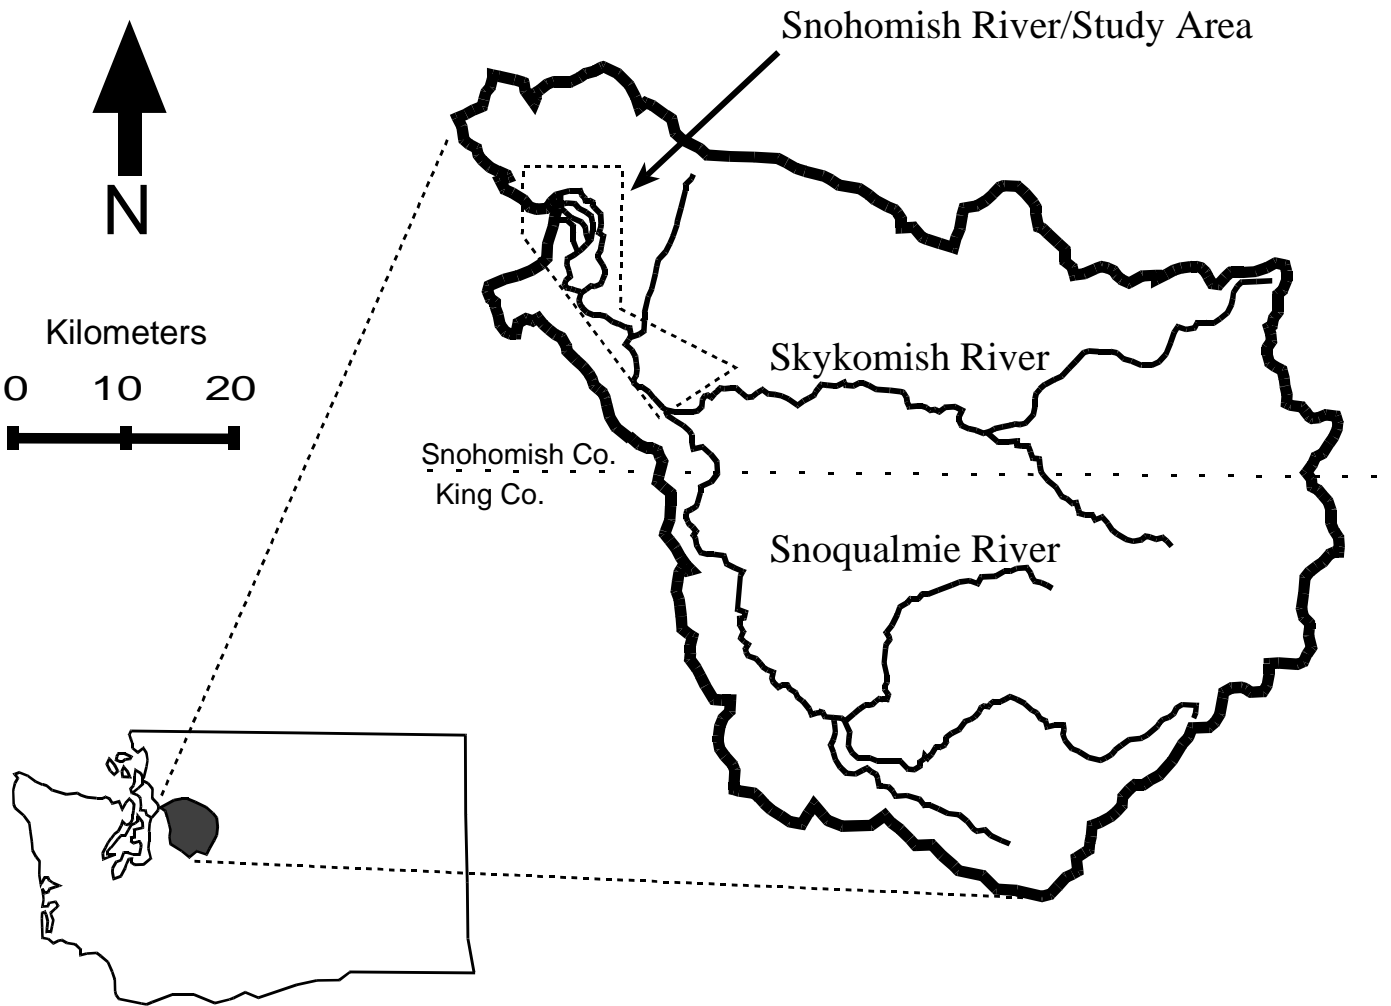 Snohomish River/Study Area
N
Kilometers
0 10 20
Skykomish River
Snohomish Co.
King Co.
Snoqualmie River